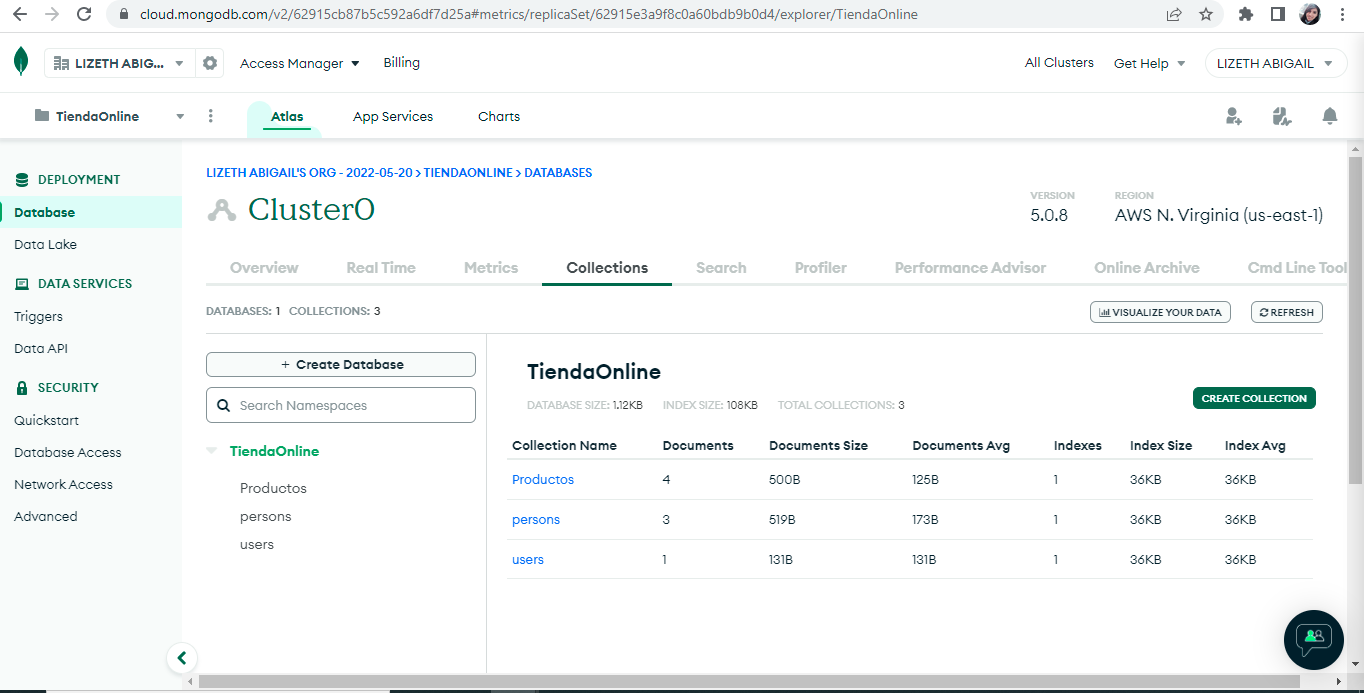 cloud.mongodb.com/v2/62915cb87b5c592a6df7d25a#metrics/replicaSet/62915e3a9f8c0a60bdb9b0d4/explorer/TiendaOnline
LIZETH ABIG... Access Manager Billing All Clusters Get Help LIZETH ABIGAIL
TiendaOnline Atlas App Services Charts
DEPLOYMENT
Database
Data Lake
DATA SERVICES
Triggers
Data API
SECURITY
Quickstart
Database Access
Network Access
Advanced
LIZETH ABIGAIL'S ORG - 2022-05-20 > TIENDAONLINE > DATABASES
Cluster0
VERSION
5.0.8
REGION
AWS N. Virginia (us-east-1)
Overview Real Time Metrics Collections Search Profiler Performance Advisor Online Archive Cmd Line Tool
DATABASES: 1 COLLECTIONS: 3
VISUALIZE YOUR DATA REFRESH
+ Create Database
Search Namespaces
TiendaOnline
Productos
persons
users
TiendaOnline
DATABASE SIZE: 1.12KB INDEX SIZE: 108KB TOTAL COLLECTIONS: 3
CREATE COLLECTION
Collection Name Documents Documents Size Documents Avg Indexes Index Size Index Avg
Productos 4 500B 125B 1 36KB 36KB
persons 3 519B 173B 1 36KB 36KB
users 1 131B 131B 1 36KB 36KB